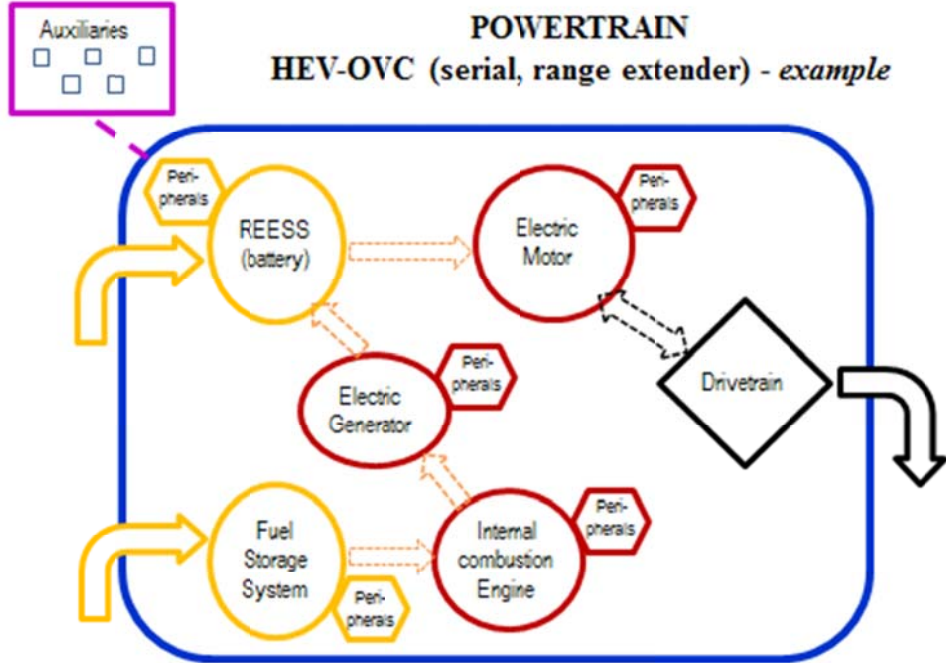 POWERTRAIN
HEV-OVC (serial, range extender) - example
Auxiliaries
Peri-
pherals
REESS
(battery)
Electric
Motor
Peri-
pherals
Electric
Generator
Peri-
pherals
Drivetrain
Fuel
Storage
System
Peri-
pherals
Internal
combustion
Engine
Peri-
pherals